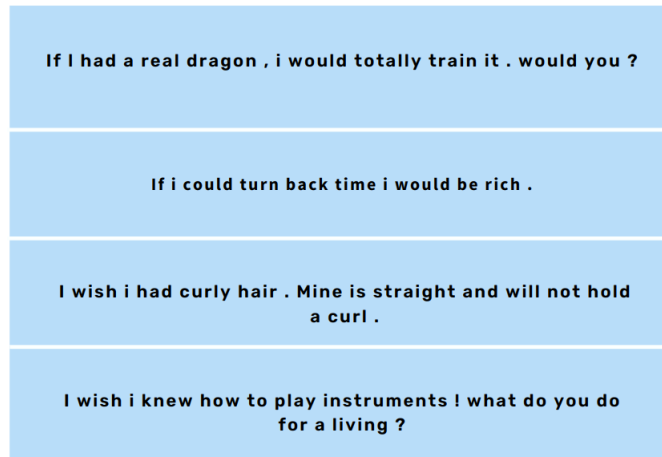 If I had a real dragon , i would totally train it . would you ?
If i could turn back time i would be rich .
I wish i had curly hair . Mine is straight and will not hold
a curl .
I wish i knew how to play instruments ! what do you do
for a living ?